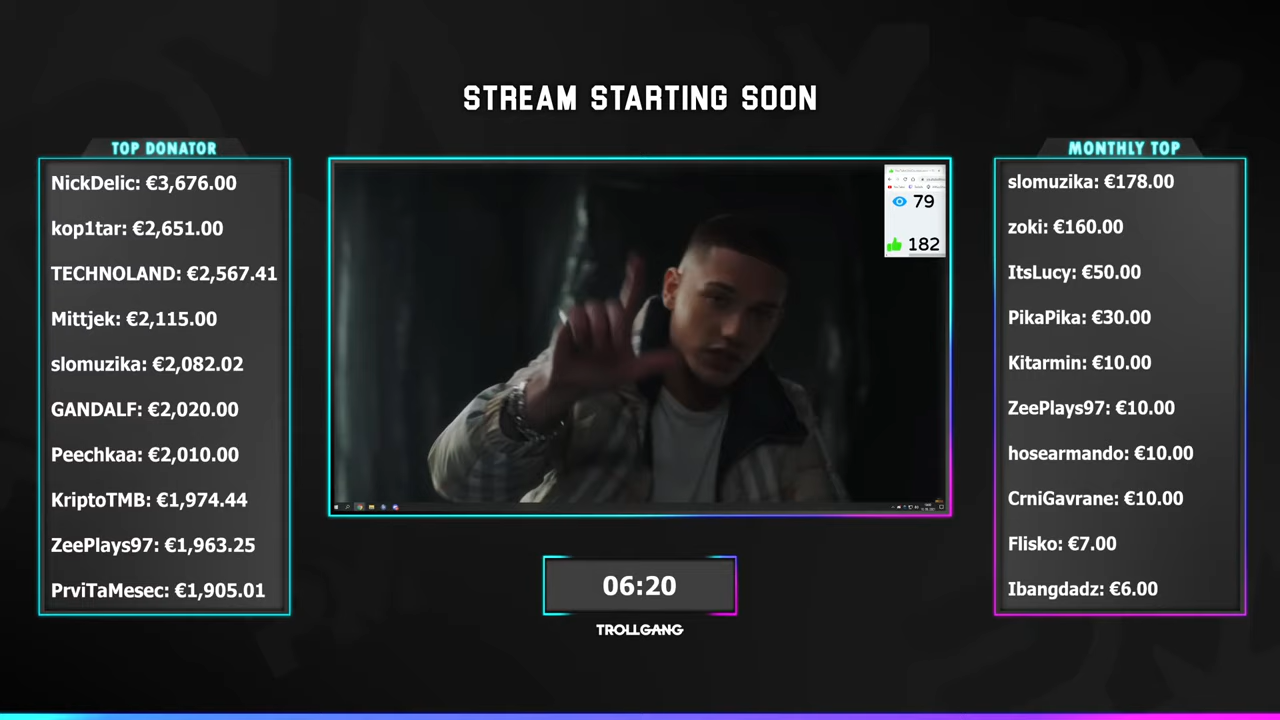 STREAM STARTING SOON
TOP DONATOR
NickDelic: €3,676.00
kop1tar: €2,651.00
TECHNOLAND: €2,567.41
Mittjek: €2,115.00
slomuzika: €2,082.02
GANDALF: €2,020.00
Peechkaa: €2,010.00
KriptoTMB: €1,974.44
ZeePlays97: €1,963.25
PrviTaMesec: €1,905.01
79
182
06:20
TROLLGANG
MONTHLY TOP
slomuzika: €178.00
zoki: €160.00
ItsLucy: €50.00
PikaPika: €30.00
Kitarmin: €10.00
ZeePlays97: €10.00
hosearmando: €10.00
CrniGavrane: €10.00
Flisko: €7.00
Ibangdadz: €6.00